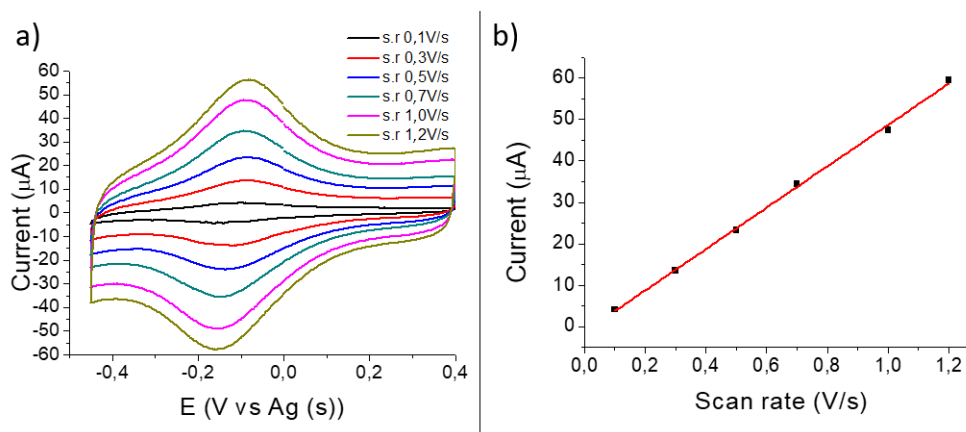 a)
s.r 0,1V/s
s.r 0,3V/s
s.r 0,5V/s
s.r 0,7V/s
s.r 1,0V/s
s.r 1,2V/s
60
50
40
30
20
10
0
-10
-20
-30
-40
-50
-60
Current (μA)
-0,4
-0,2
0,0
0,2
0,4
E (V vs Ag (s))
b)
60
50
40
30
20
10
0
Current (μA)
0,0
0,2
0,4
0,6
0,8
1,0
1,2
Scan rate (V/s)